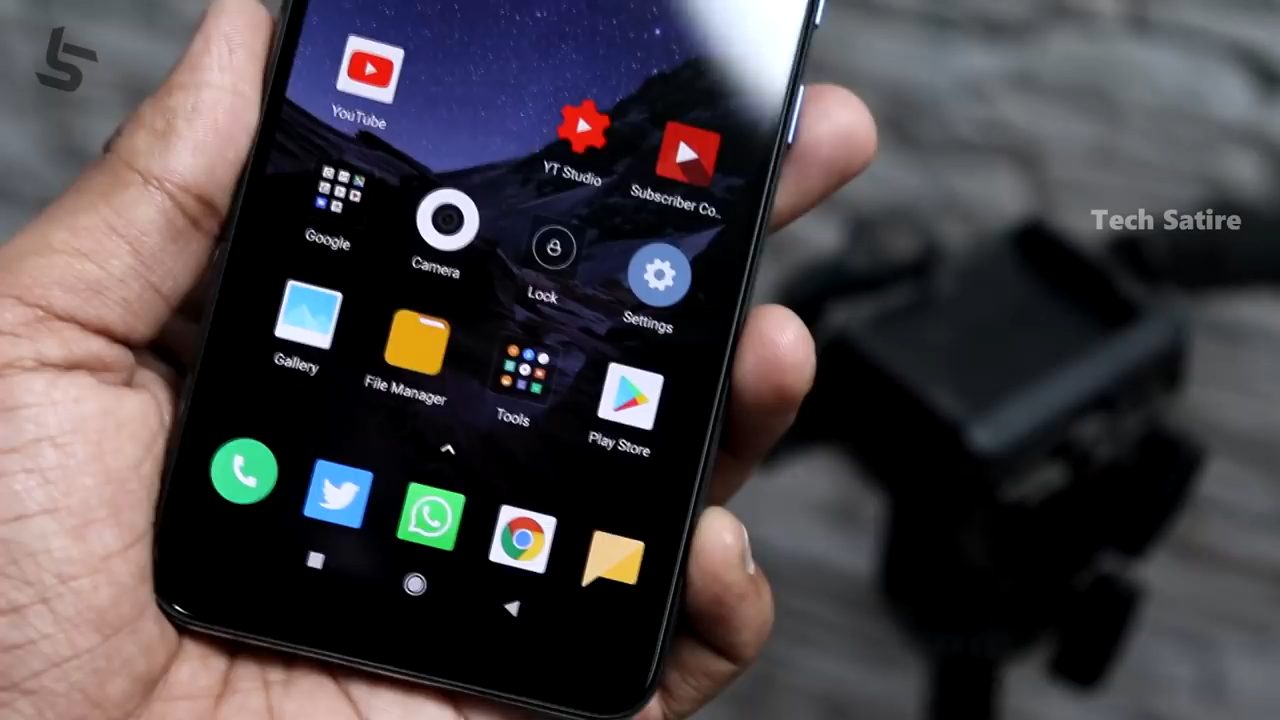 YouTube
YT Studio
Subscriber Co..
Google
Camera
Lock
Settings
Gallery
File Manager
Tools
Play Store
Tech Satire